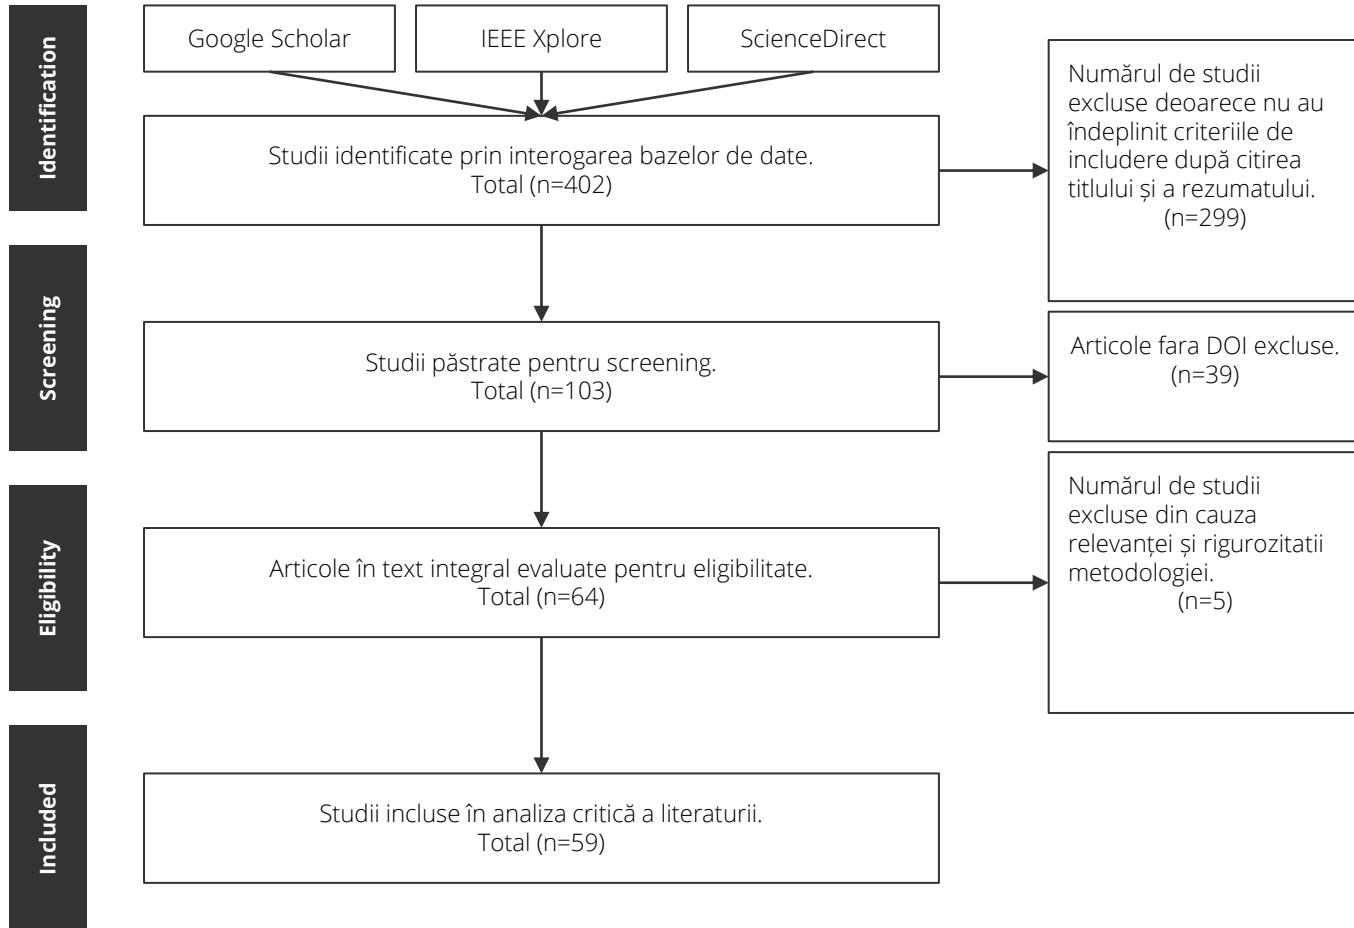 Identification
Google Scholar
IEEE Xplore
ScienceDirect
Studii identificate prin interogarea bazelor de date.
Total (n=402)
Numărul de studii
excluse deoarece nu au
îndeplinit criteriile de
includere după citirea
titlului și a rezumatului.
(n=299)
Screening
Studii păstrate pentru screening.
Total (n=103)
Articole fara DOI excluse.
(n=39)
Eligibility
Articole în text integral evaluate pentru eligibilitate.
Total (n=64)
Numărul de studii
excluse din cauza
relevanței și rigurozitatii
metodologiei.
(n=5)
Included
Studii incluse în analiza critică a literaturii.
Total (n=59)